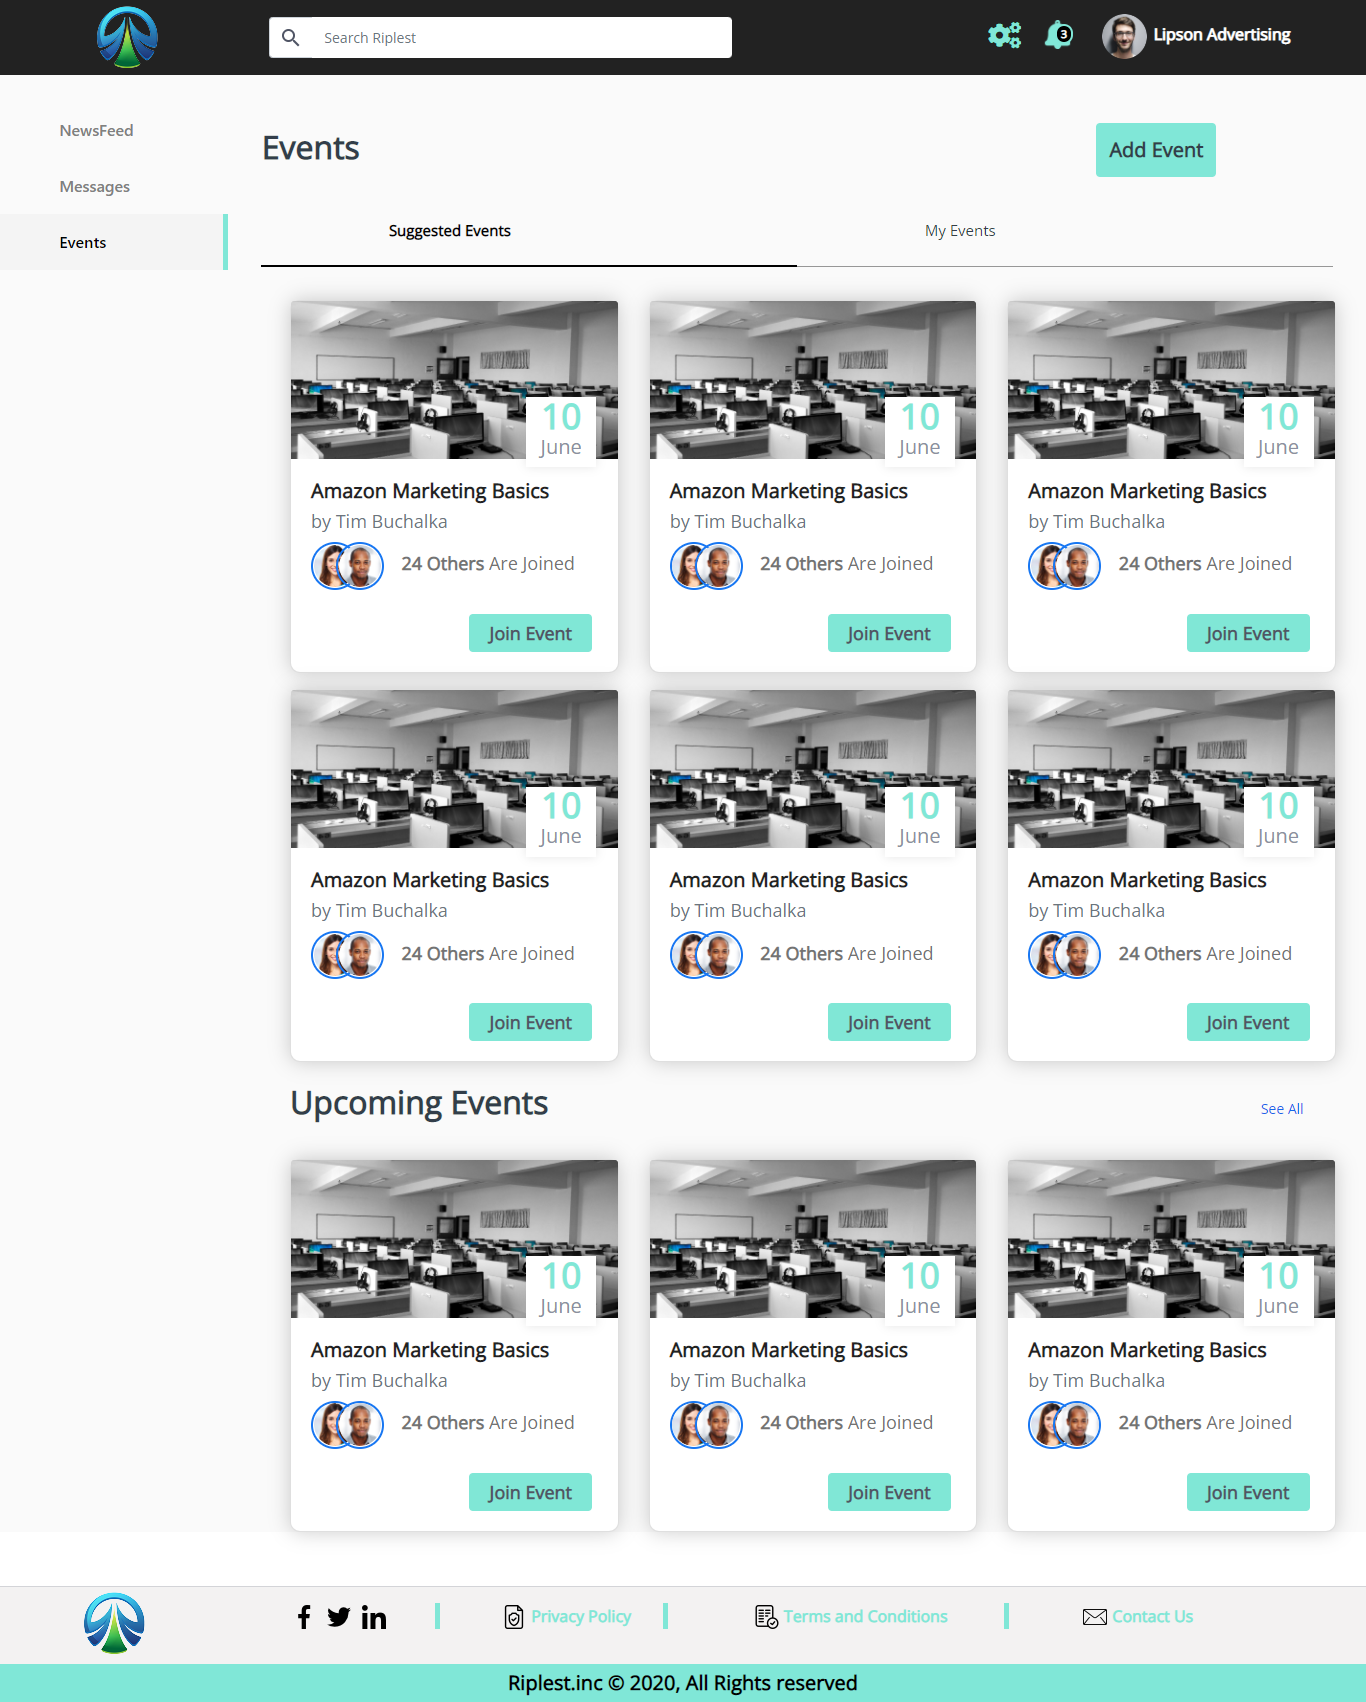 Search Riplest
3
Lipson Advertising
NewsFeed
Messages
Events
Events
Add Event
Suggested Events
My Events
10
June
Amazon Marketing Basics
by Tim Buchalka
24 Others Are Joined
Join Event
10
June
Amazon Marketing Basics
by Tim Buchalka
24 Others Are Joined
Join Event
10
June
Amazon Marketing Basics
by Tim Buchalka
24 Others Are Joined
Join Event
10
June
Amazon Marketing Basics
by Tim Buchalka
24 Others Are Joined
Join Event
10
June
Amazon Marketing Basics
by Tim Buchalka
24 Others Are Joined
Join Event
10
June
Amazon Marketing Basics
by Tim Buchalka
24 Others Are Joined
Join Event
Upcoming Events
See All
10
June
Amazon Marketing Basics
by Tim Buchalka
24 Others Are Joined
Join Event
10
June
Amazon Marketing Basics
by Tim Buchalka
24 Others Are Joined
Join Event
10
June
Amazon Marketing Basics
by Tim Buchalka
24 Others Are Joined
Join Event
Privacy Policy
Terms and Conditions
Contact Us
Riplest.inc © 2020, All Rights reserved